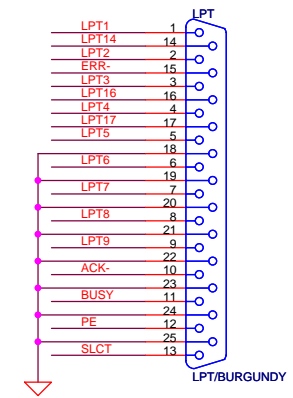 LPT
LPT1 1
LPT14 14
LPT2 2
ERR- 15
LPT3 3
LPT16 16
LPT4 4
LPT17 17
LPT5 5
18
LPT6 6
19
LPT7 7
20
LPT8 8
21
LPT9 9
22
ACK- 10
23
BUSY 11
24
PE 12
25
SLCT 13
LPT/BURGUNDY